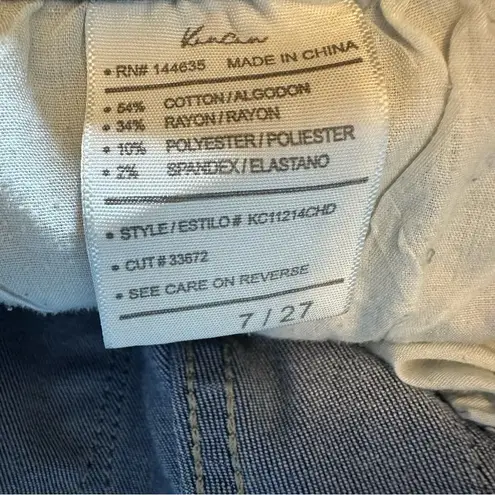 KanCan
• RN# 144635 MADE IN CHINA
• 54% COTTON/ALGODON
• 34% RAYON/RAYON
• 10% POLYESTER/POLIESTER
• 2% SPANDEX/ELASTANO
• STYLE/ESTILO# KC11214CHD
• CUT# 33672
• SEE CARE ON REVERSE
7 / 27